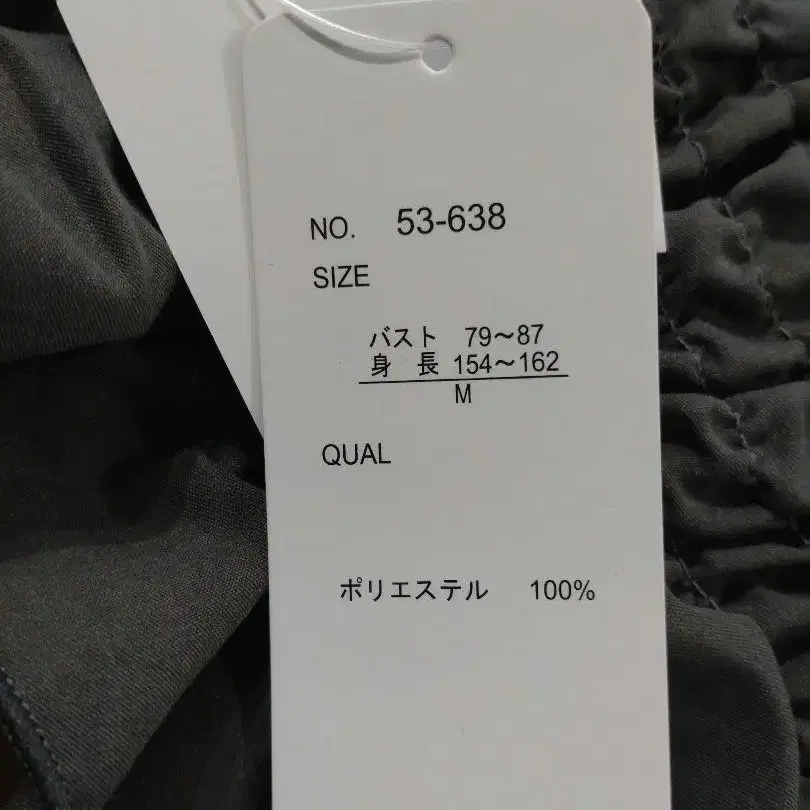 NO. 53-638
SIZE
バスト 79〜87
身 長 154〜162
M
QUAL
ポリエステル 100%